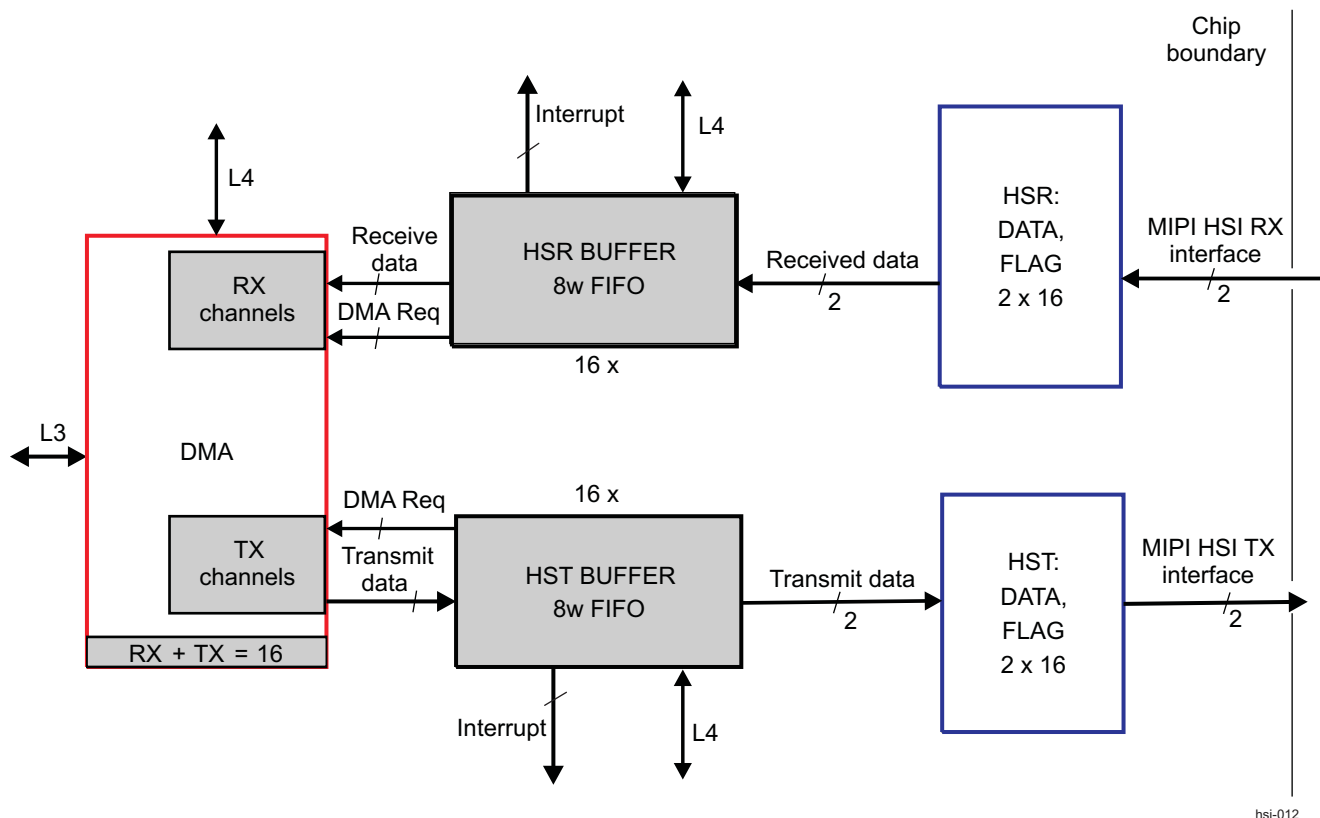 Chip
boundary
Interrupt
L4
L4
HSR BUFFER
8w FIFO
16 x
Receive
data
DMA Req
RX
channels
Received data
2
HSR:
DATA,
FLAG
2 x 16
MIPI HSI RX
interface
2
L3
DMA
16 x
DMA Req
Transmit
data
TX
channels
RX + TX = 16
HST BUFFER
8w FIFO
Transmit data
2
HST:
DATA,
FLAG
2 x 16
MIPI HSI TX
interface
2
Interrupt
L4
hsi-012